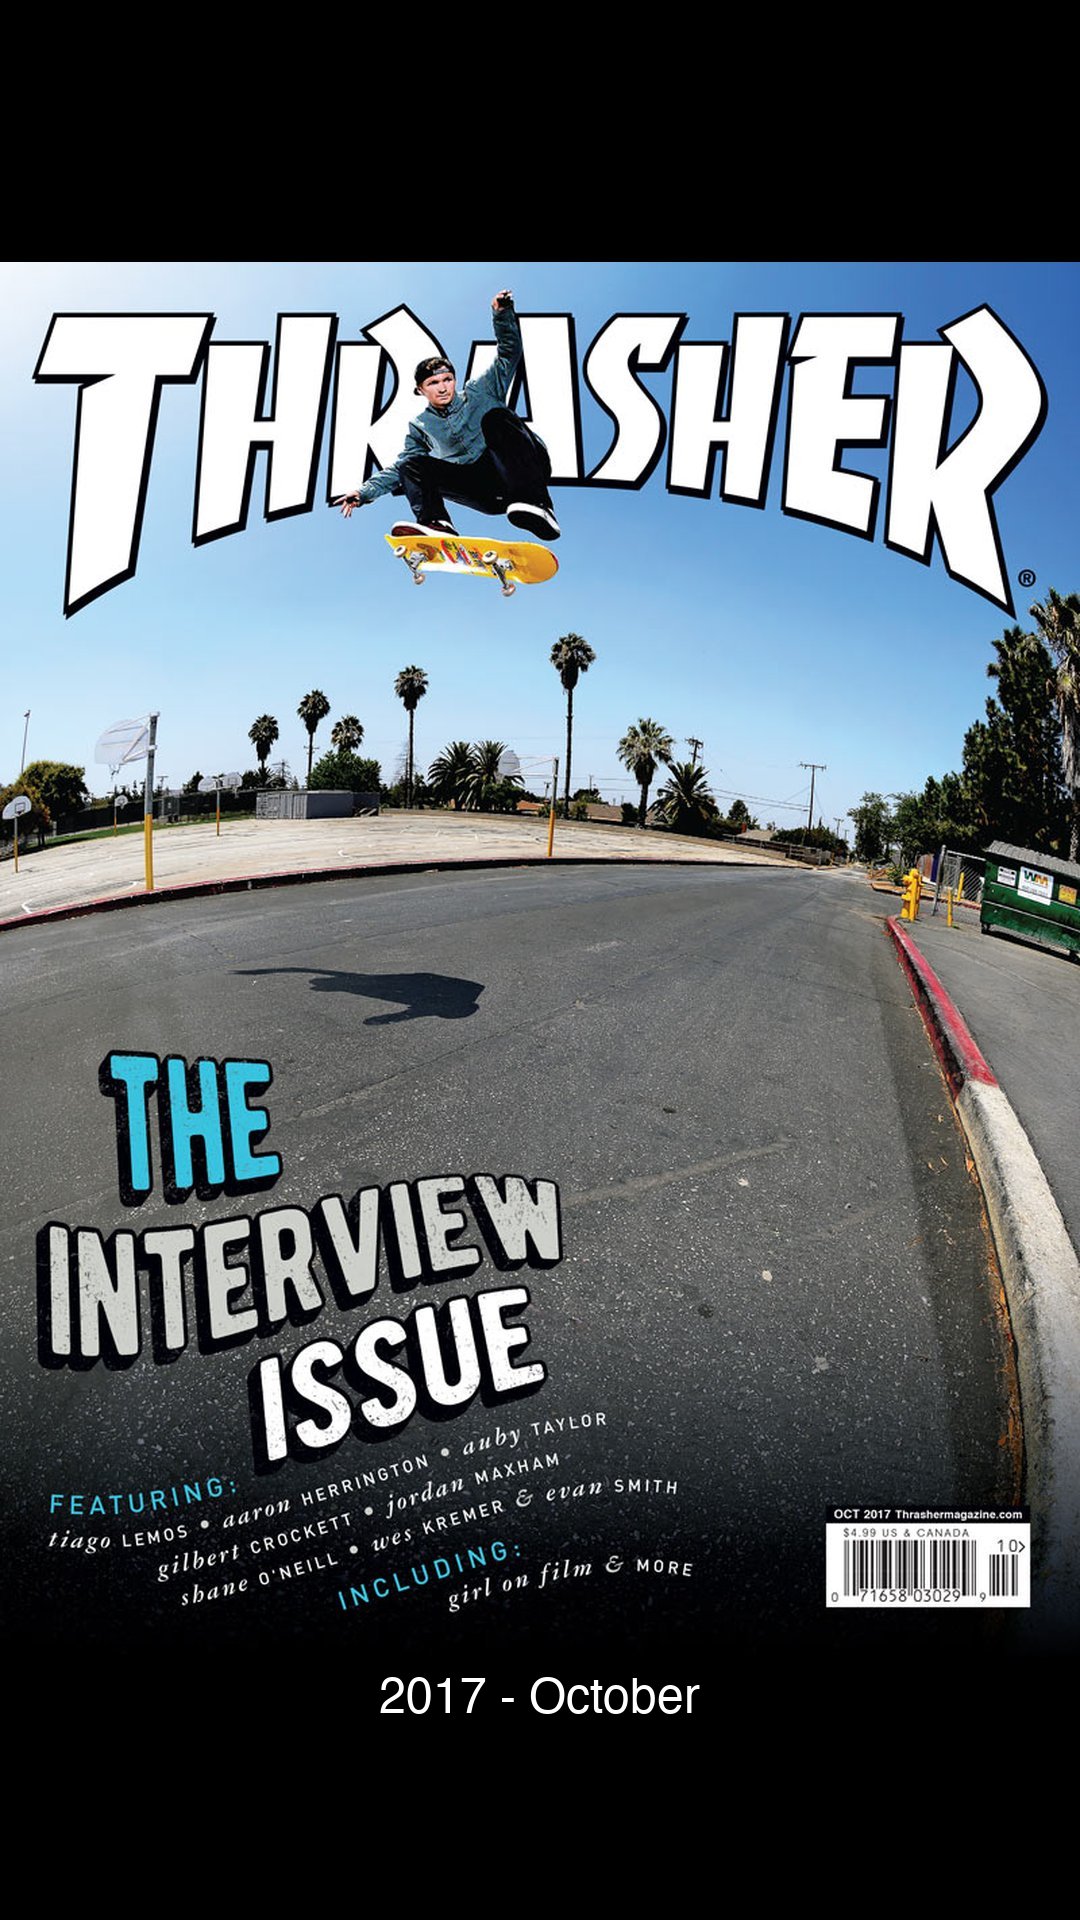 THRASHER®
WM
THE
INTERVIEW
ISSUE
FEATURING:
tiago LEMOS • aaron HERRINGTON • auby TAYLOR
gilbert CROCKETT • jordan MAXHAM
shane O'NEILL • wes KREMER & evan SMITH
INCLUDING:
girl on film & MORE
OCT 2017 Thrashermagazine.com
$4.99 US & CANADA
10>
0 71658 03029 9
2017 - October